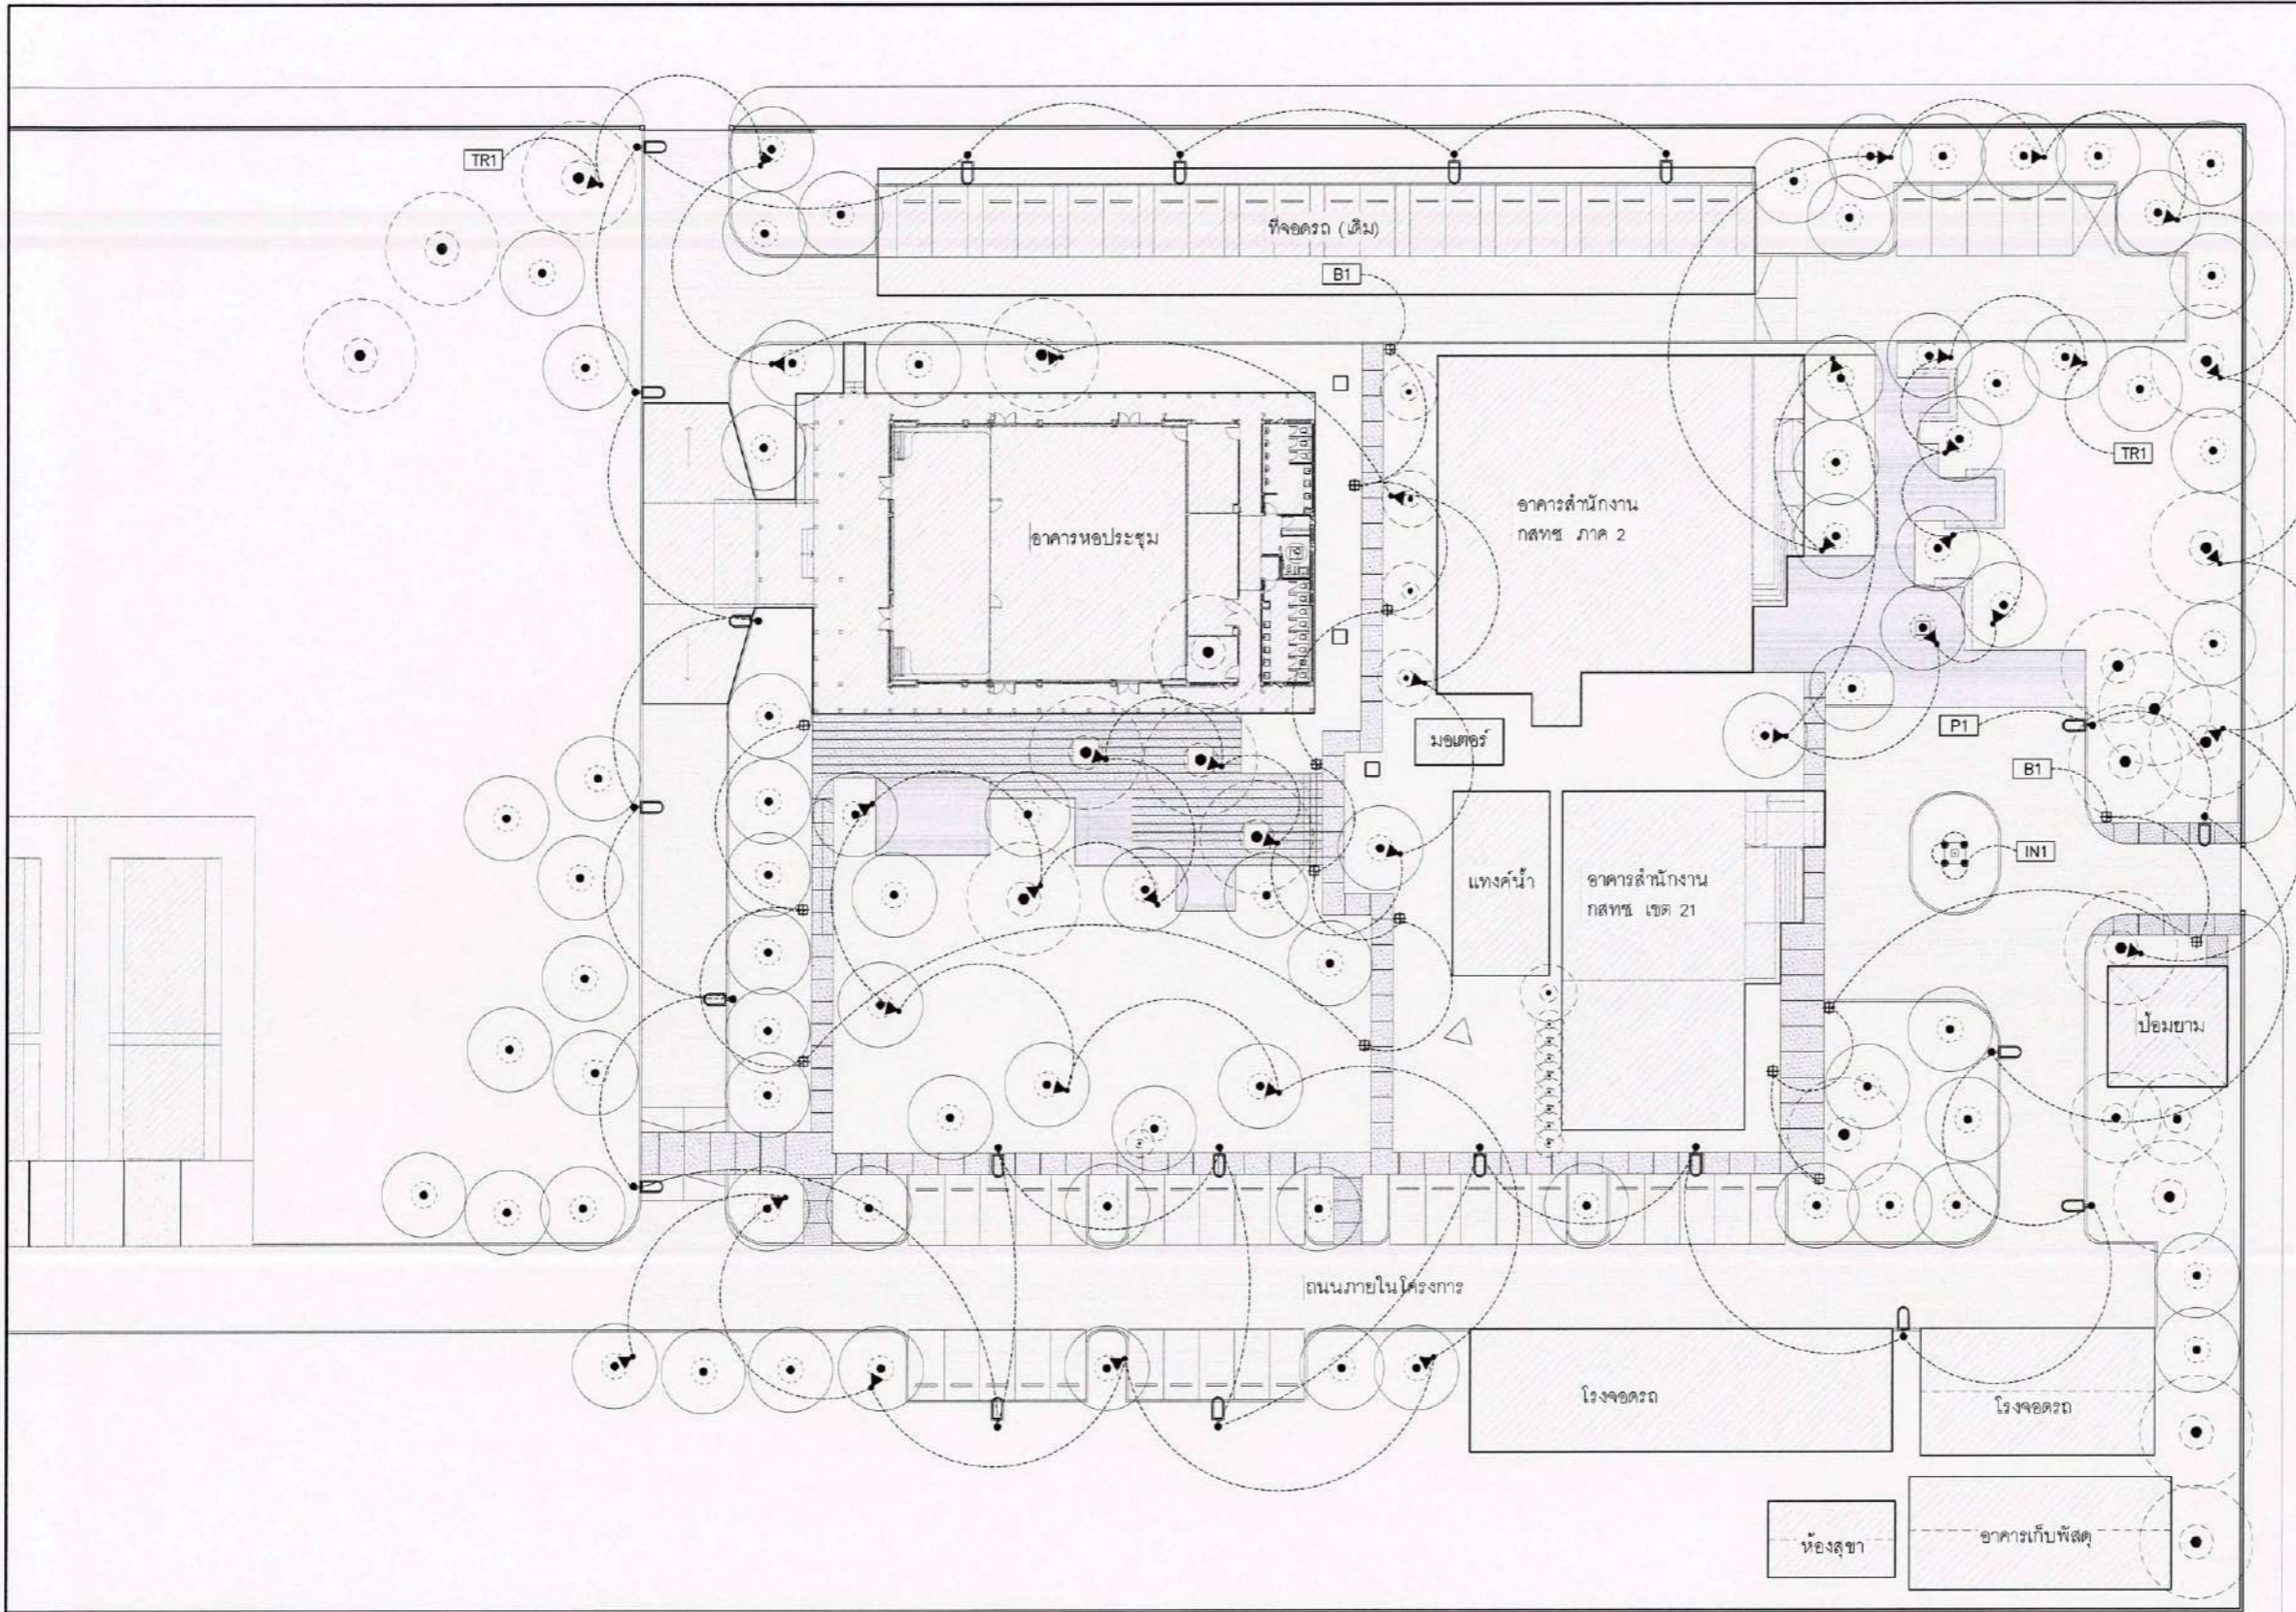 TR1
ที่จอดรถ (เดิม)
B1
TR1
อาคารสำนักงาน
กสทช ภาค 2
อาคารหอประชุม
P1
มอเตอร์
B1
IN1
แทงค์น้ำ
อาคารสำนักงาน
กสทช เขต 21
ป้อมยาม
ถนนภายในโครงการ
โรงจอดรถ
โรงจอดรถ
ห้องสุขา
อาคารเก็บพัสดุ